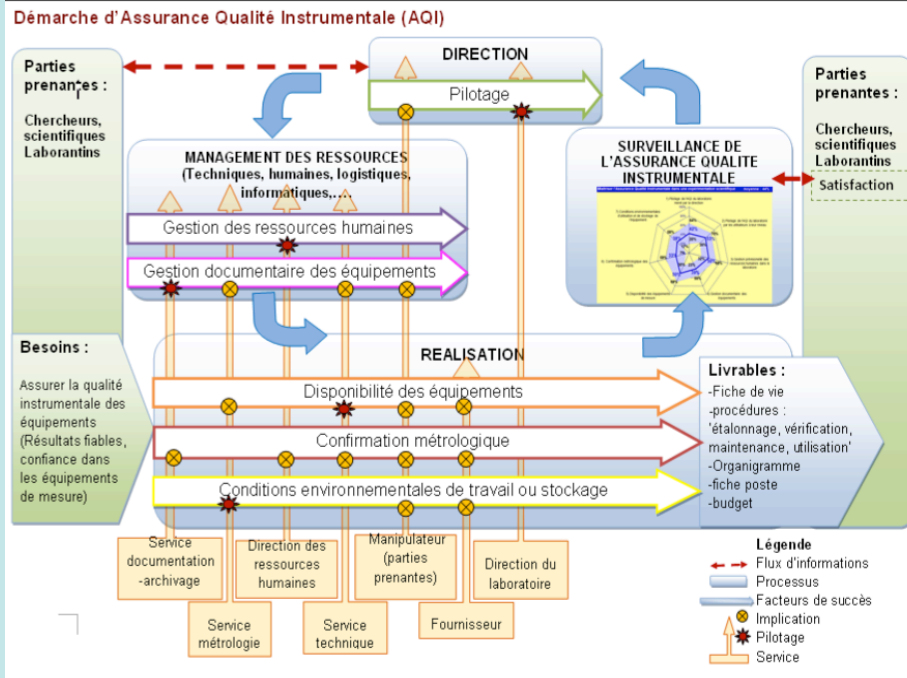 Démarche d'Assurance Qualité Instrumentale (AQI)
Parties
prenantes :
Chercheurs,
scientifiques
Laborantins
DIRECTION
Pilotage
Parties
prenantes :
Chercheurs,
scientifiques
Laborantins
Satisfaction
MANAGEMENT DES RESSOURCES
(Techniques, humaines, logistiques,
informatiques,....
Gestion des ressources humaines
Gestion documentaire des équipements
SURVEILLANCE DE
L'ASSURANCE QUALITE
INSTRUMENTALE
Besoins :
Assurer la qualité
instrumentale des
équipements
(Résultats fiables,
confiance dans
les équipements
de mesure)
REALISATION
Disponibilité des équipements
Confirmation métrologique
Conditions environnementales de travail ou stockage
Livrables :
-Fiche de vie
-procédures :
'étalonnage, vérification,
maintenance, utilisation'
-Organigramme
-fiche poste
-budget
Service
documentation
-archivage
Direction des
ressources
humaines
Manipulateur
(parties
prenantes)
Direction du
laboratoire
Service
métrologie
Service
technique
Fournisseur
Légende
Flux d'informations
Processus
Facteurs de succès
Implication
Pilotage
Service